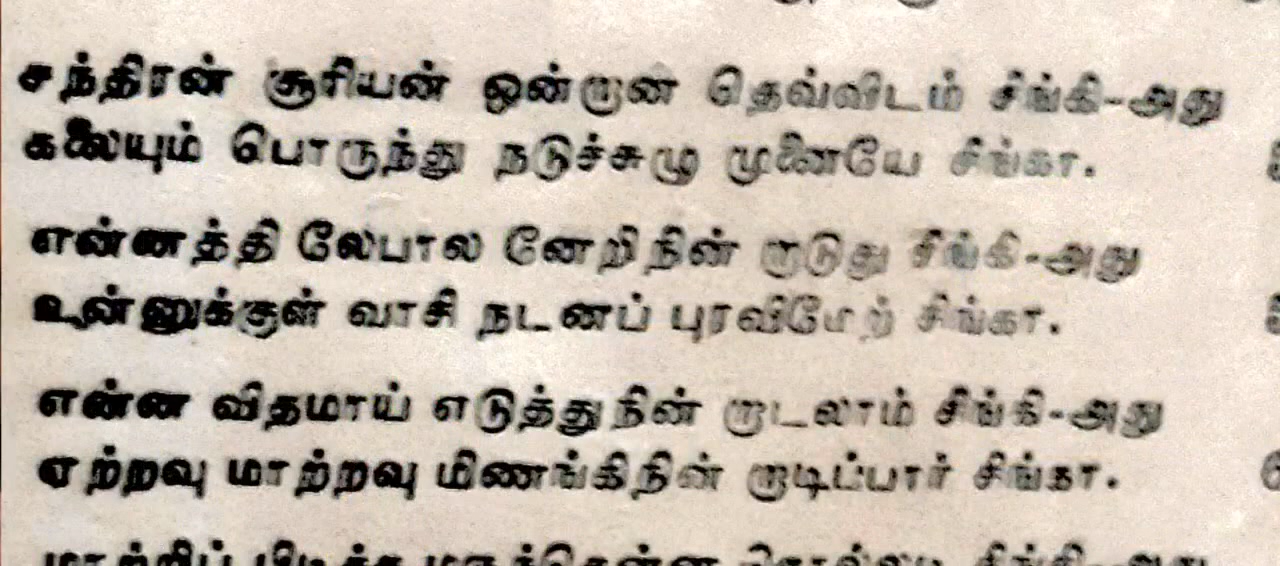 சந்திரன் சூரியன் ஒன்றான தெவ்விடம் சிங்கி-அது
கலையும் பொருந்து நடுச்சுழு முனையே சிங்கா.
என்னத்தி லேபால னேறிநின் றாடுது சிங்கி-அது
உன்னுக்குள் வாசி நடனப் புரவிமேற் சிங்கா.
என்ன விதமாய் எடுத்துநின் றாடலாம் சிங்கி-அது
ஏற்றவு மாற்றவு மிணங்கிநின் றாடிப்பார் சிங்கா.